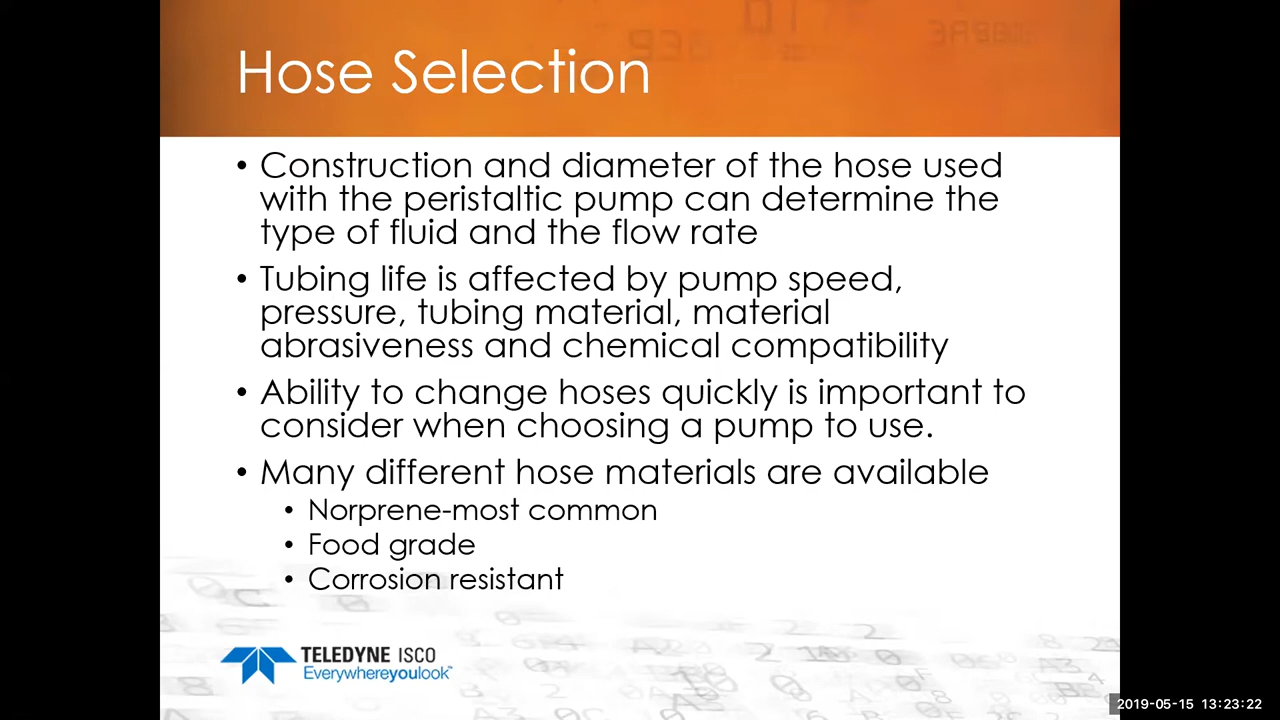 Hose Selection
• Construction and diameter of the hose used
with the peristaltic pump can determine the
type of fluid and the flow rate
• Tubing life is affected by pump speed,
pressure, tubing material, material
abrasiveness and chemical compatibility
• Ability to change hoses quickly is important to
consider when choosing a pump to use.
• Many different hose materials are available
• Norprene-most common
• Food grade
• Corrosion resistant
TELEDYNE ISCO
Everywhereyoulook™
2019-05-15 13:23:22